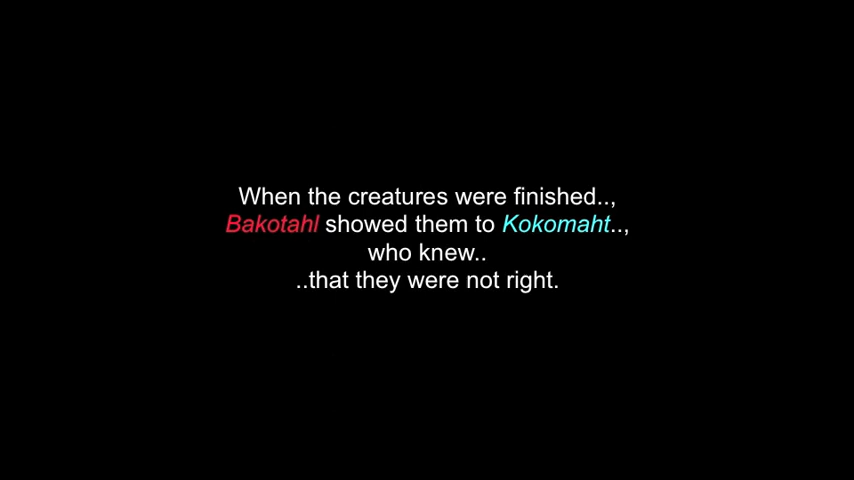 When the creatures were finished..,
Bakotahl showed them to Kokomaht..,
who knew..
..that they were not right.